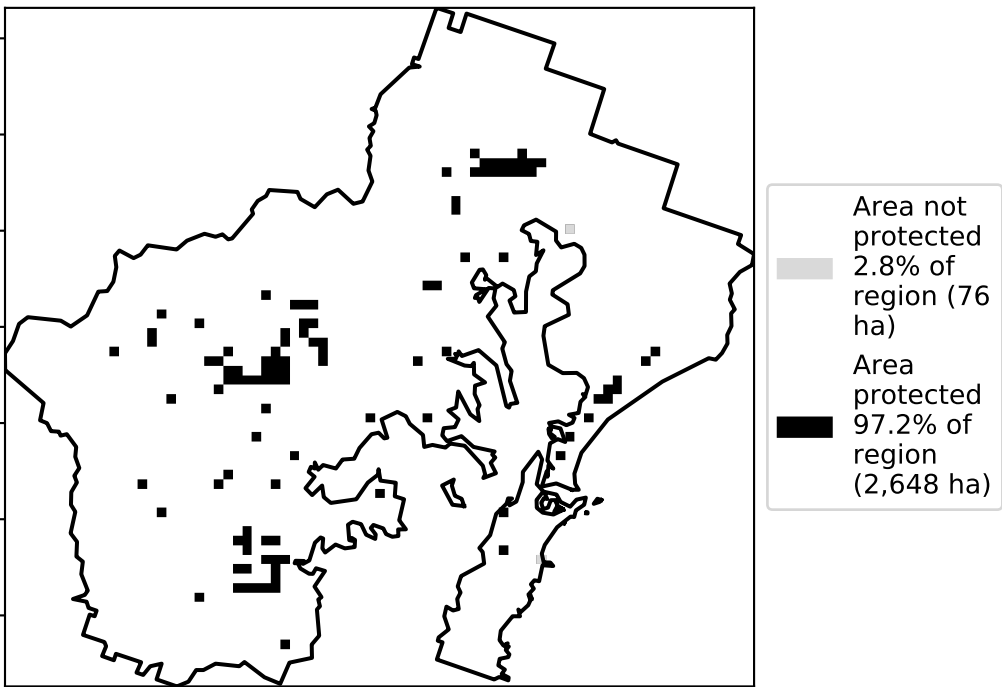 Area not
protected
2.8% of
region (76
ha)
Area
protected
97.2% of
region
(2,648 ha)